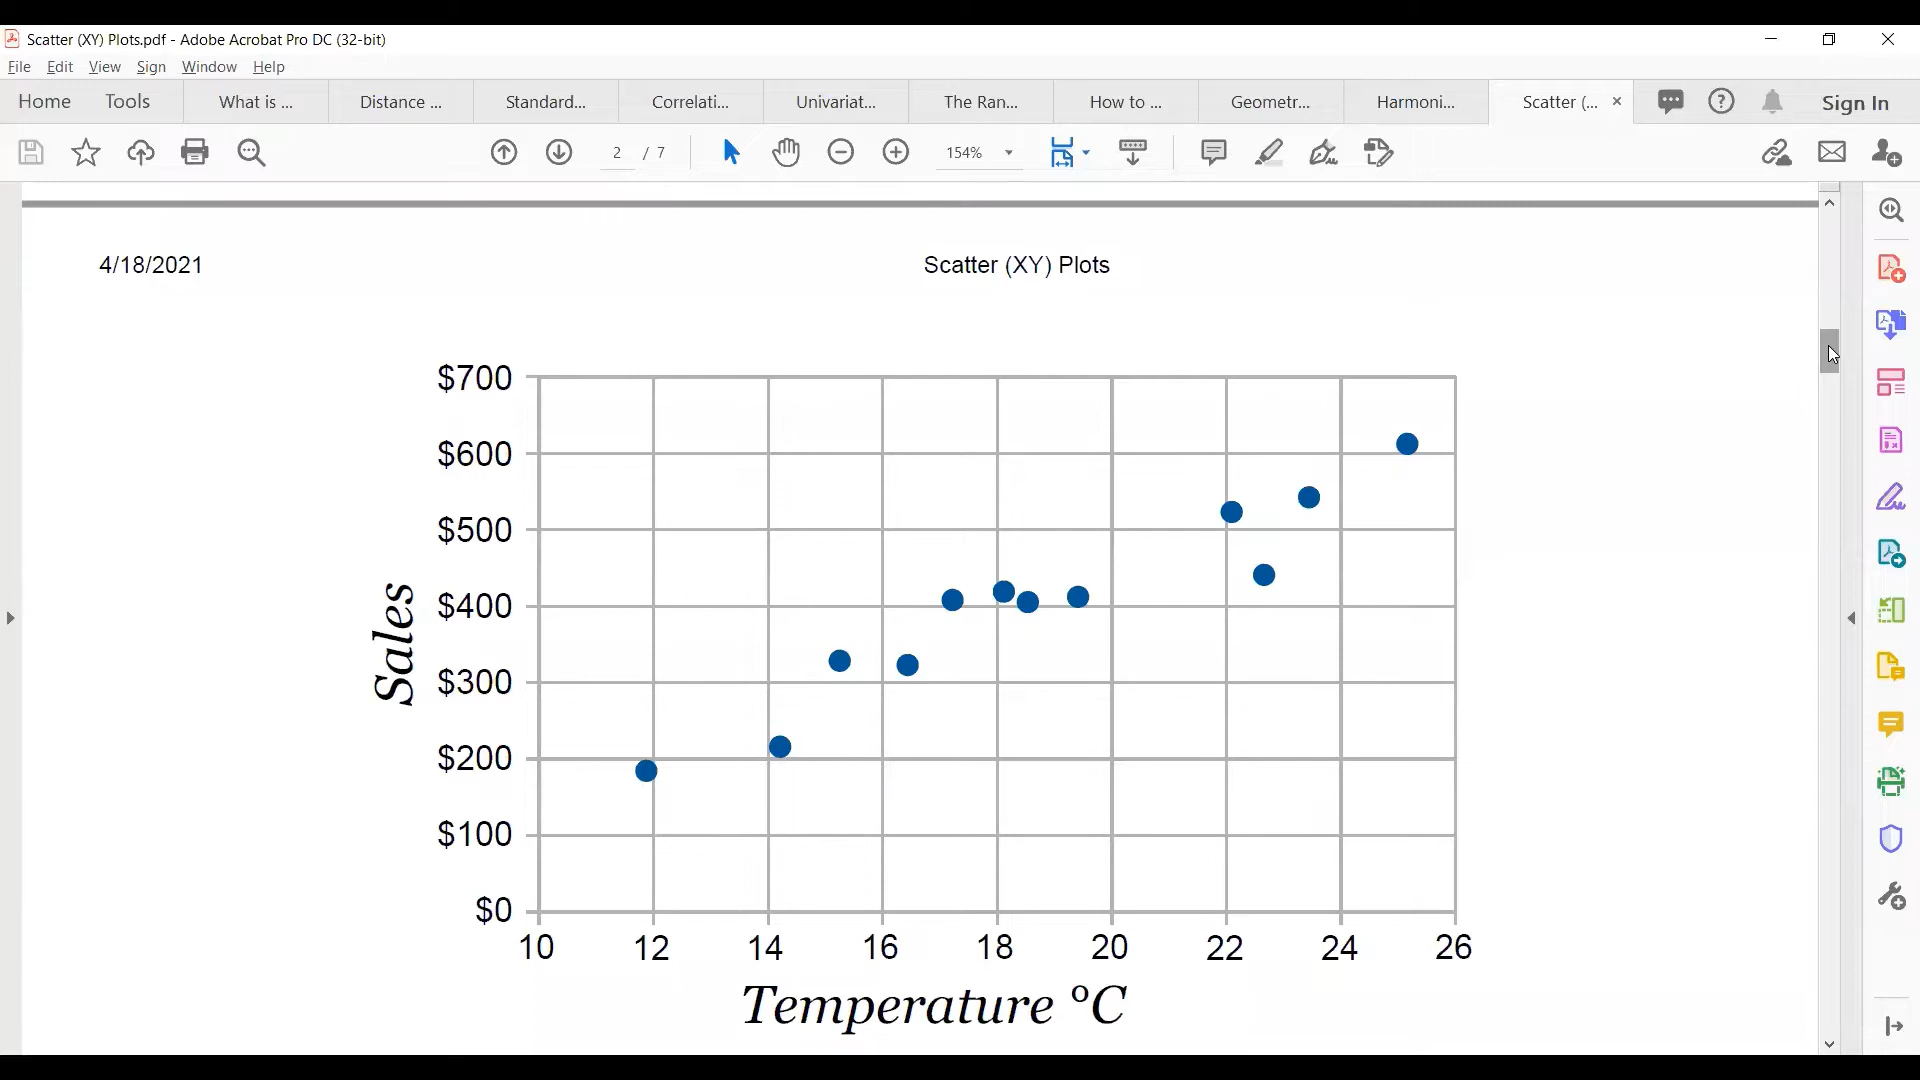 Scatter (XY) Plots.pdf - Adobe Acrobat Pro DC (32-bit)
File Edit View Sign Window Help
Home Tools What is ... Distance ... Standard... Correlati... Univariat... The Ran... How to ... Geometr... Harmoni... Scatter (... × Sign In
2 / 7 154%
4/18/2021 Scatter (XY) Plots
$700
$600
$500
$400
$300
$200
$100
$0
Sales
10 12 14 16 18 20 22 24 26
Temperature °C